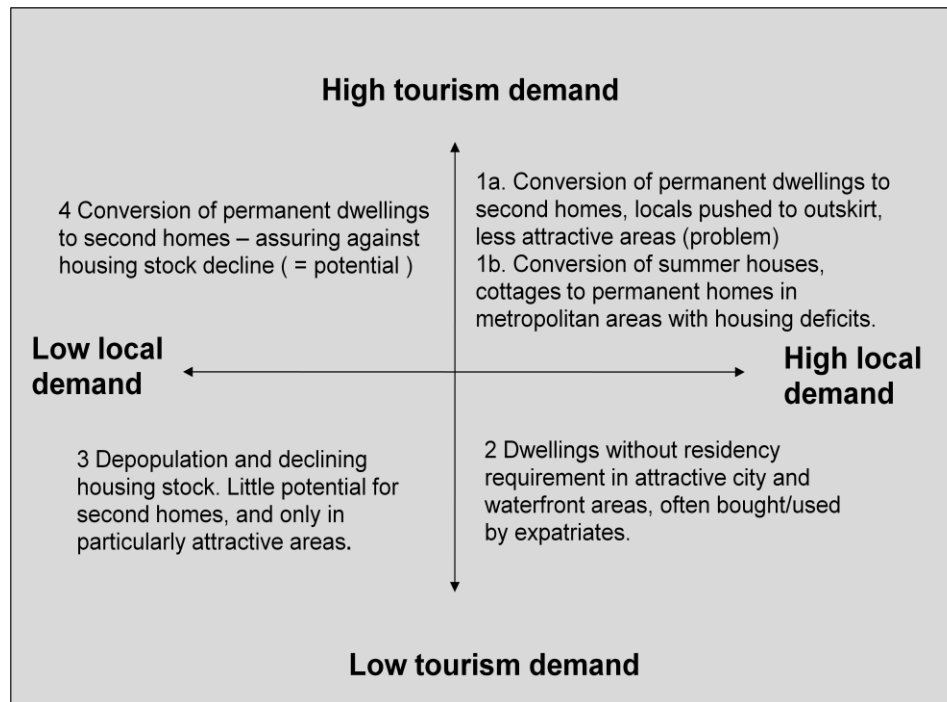 High tourism demand
4 Conversion of permanent dwellings
to second homes – assuring against
housing stock decline ( = potential )
1a. Conversion of permanent dwellings to
second homes, locals pushed to outskirt,
less attractive areas (problem)
1b. Conversion of summer houses,
cottages to permanent homes in
metropolitan areas with housing deficits.
Low local
demand
High local
demand
3 Depopulation and declining
housing stock. Little potential for
second homes, and only in
particularly attractive areas.
2 Dwellings without residency
requirement in attractive city and
waterfront areas, often bought/used
by expatriates.
Low tourism demand